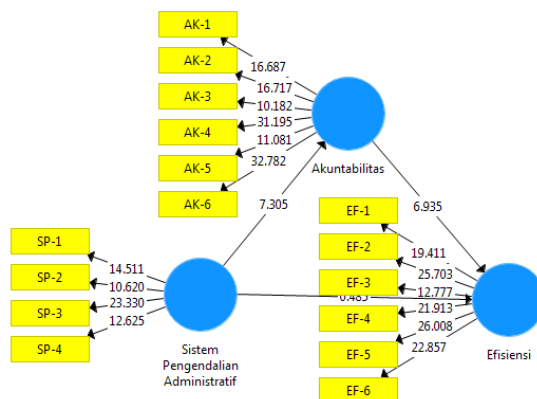 AK-1
AK-2
AK-3
AK-4
AK-5
AK-6
16.687
16.717
10.182
31.195
11.081
32.782
Akuntabilitas
7.305
6.935
SP-1
SP-2
SP-3
SP-4
14.511
10.620
23.330
12.625
Sistem
Pengendalian
Administratif
EF-1
EF-2
EF-3
EF-4
EF-5
EF-6
19.411
25.703
12.777
0.485
21.913
26.008
22.857
Efisiensi